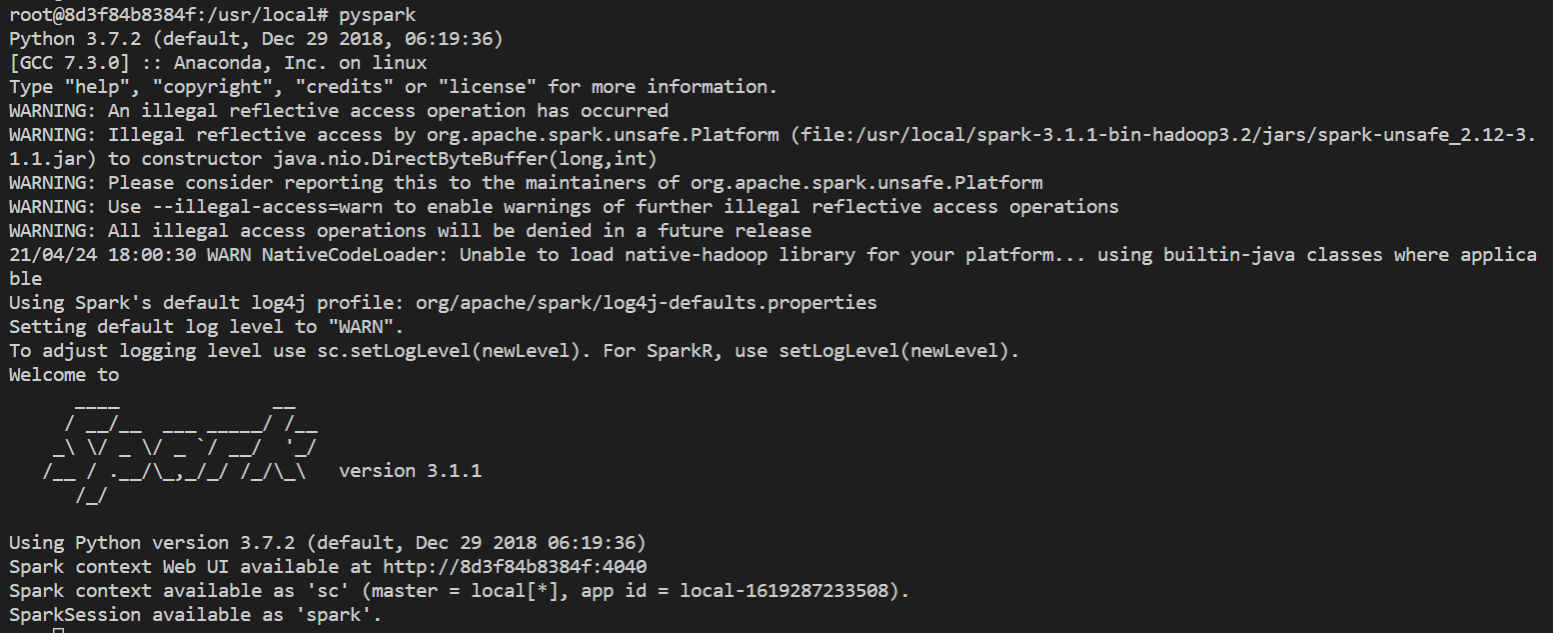 root@8d3f84b8384f:/usr/local# pyspark
Python 3.7.2 (default, Dec 29 2018, 06:19:36)
[GCC 7.3.0] :: Anaconda, Inc. on linux
Type "help", "copyright", "credits" or "license" for more information.
WARNING: An illegal reflective access operation has occurred
WARNING: Illegal reflective access by org.apache.spark.unsafe.Platform (file:/usr/local/spark-3.1.1-bin-hadoop3.2/jars/spark-unsafe_2.12-3.
1.1.jar) to constructor java.nio.DirectByteBuffer(long,int)
WARNING: Please consider reporting this to the maintainers of org.apache.spark.unsafe.Platform
WARNING: Use --illegal-access=warn to enable warnings of further illegal reflective access operations
WARNING: All illegal access operations will be denied in a future release
21/04/24 18:00:30 WARN NativeCodeLoader: Unable to load native-hadoop library for your platform... using builtin-java classes where applica
ble
Using Spark's default log4j profile: org/apache/spark/log4j-defaults.properties
Setting default log level to "WARN".
To adjust logging level use sc.setLogLevel(newLevel). For SparkR, use setLogLevel(newLevel).
Welcome to
      ____              __
     / __/__  ___ _____/ /__
    _\ \/ _ \/ _ `/ __/  '_/
   /__ / .__/\_,_/_/ /_/\_\   version 3.1.1
      /_/
Using Python version 3.7.2 (default, Dec 29 2018 06:19:36)
Spark context Web UI available at http://8d3f84b8384f:4040
Spark context available as 'sc' (master = local[*], app id = local-1619287233508).
SparkSession available as 'spark'.